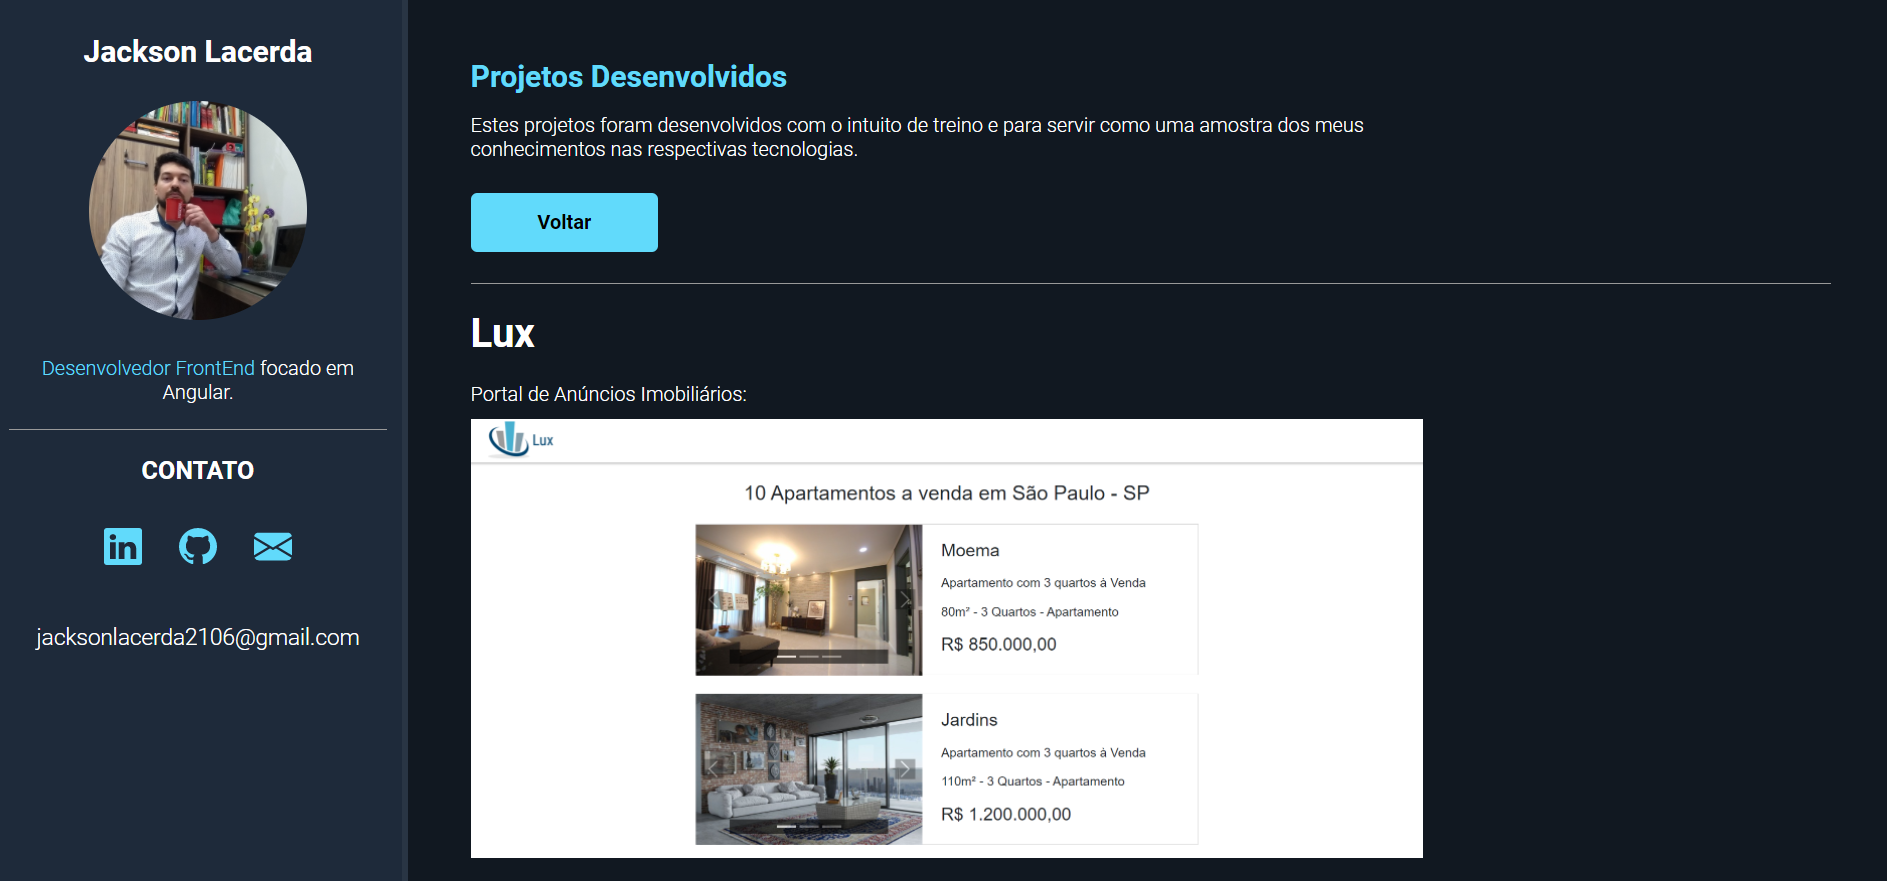 Jackson Lacerda
Desenvolvedor FrontEnd focado em
Angular.
CONTATO
in
jacksonlacerda2106@gmail.com
Projetos Desenvolvidos
Estes projetos foram desenvolvidos com o intuito de treino e para servir como uma amostra dos meus
conhecimentos nas respectivas tecnologias.
Voltar
Lux
Portal de Anúncios Imobiliários:
Lux
10 Apartamentos a venda em São Paulo - SP
Moema
Apartamento com 3 quartos à Venda
80m² - 3 Quartos - Apartamento
R$ 850.000,00
Jardins
Apartamento com 3 quartos à Venda
110m² - 3 Quartos - Apartamento
R$ 1.200.000,00